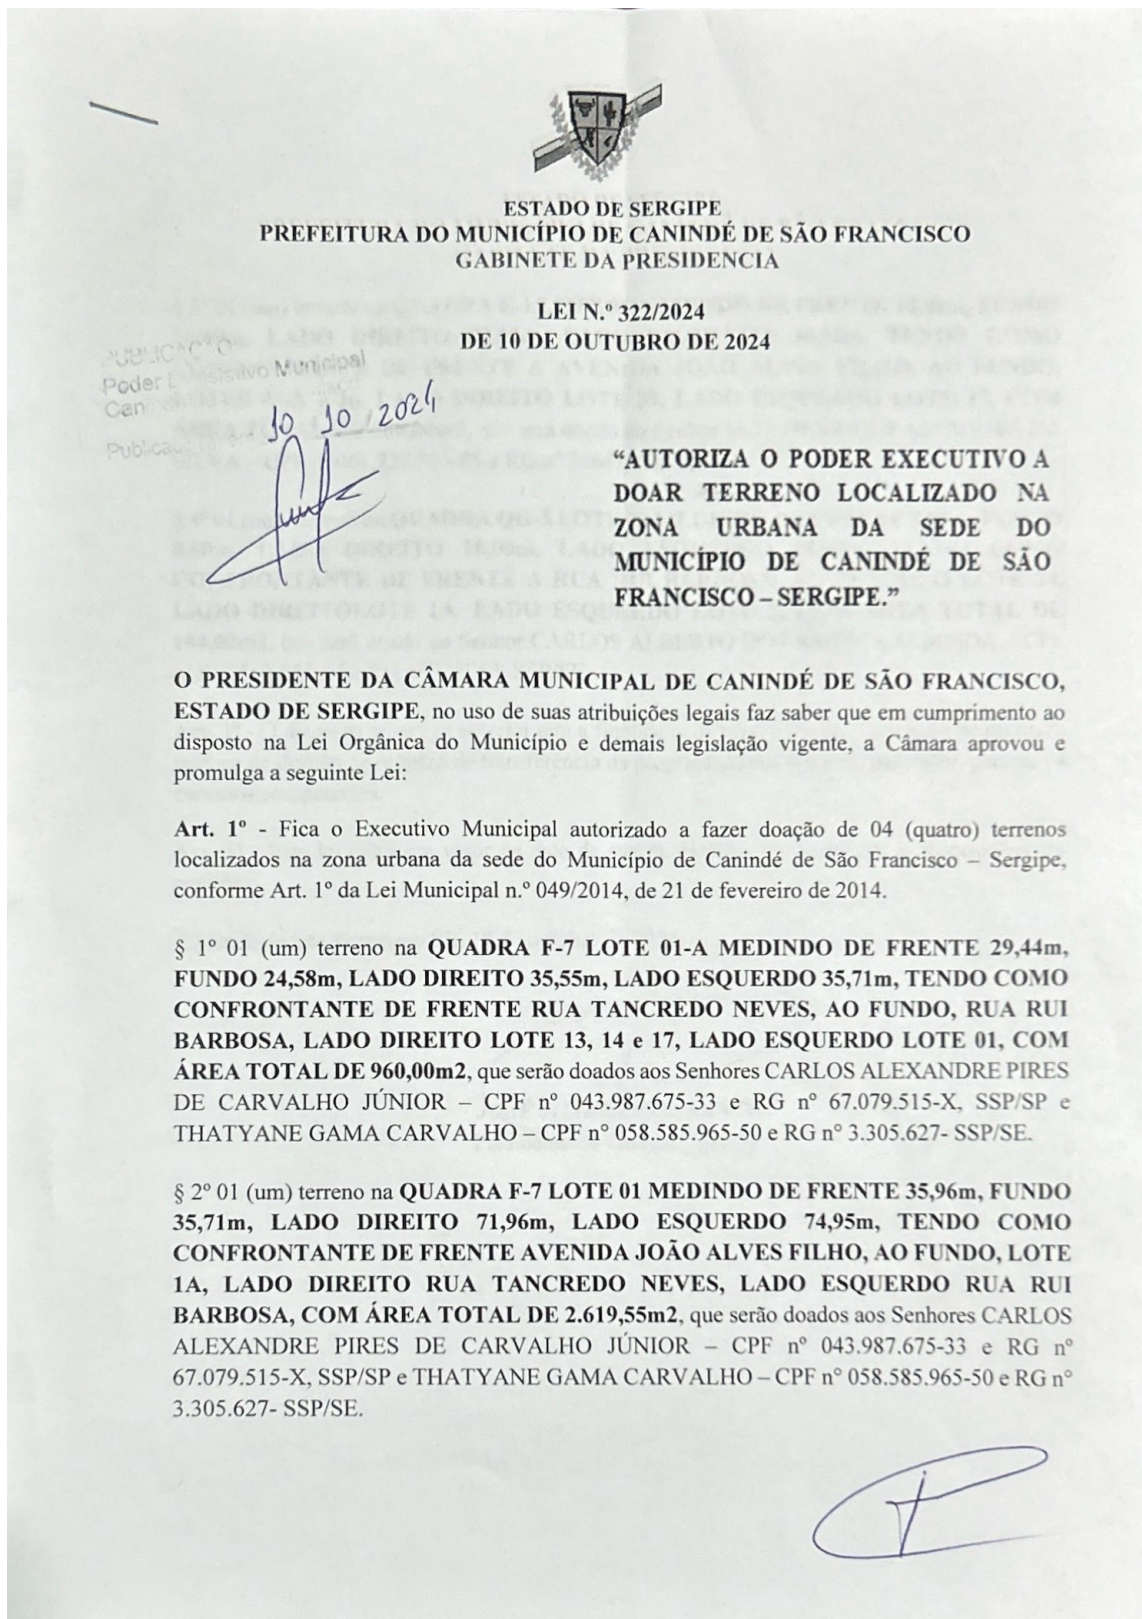 ESTADO DE SERGIPE
PREFEITURA DO MUNICÍPIO DE CANINDÉ DE SÃO FRANCISCO
GABINETE DA PRESIDENCIA
LEI N.º 322/2024
DE 10 DE OUTUBRO DE 2024
PUBLICAÇÃO
Poder Municipal
10 10 2024
"AUTORIZA O PODER EXECUTIVO A
DOAR TERRENO LOCALIZADO NA
ZONA URBANA DA SEDE DO
MUNICÍPIO DE CANINDÉ DE SÃO
FRANCISCO – SERGIPE."
O PRESIDENTE DA CÂMARA MUNICIPAL DE CANINDÉ DE SÃO FRANCISCO,
ESTADO DE SERGIPE, no uso de suas atribuições legais faz saber que em cumprimento ao
disposto na Lei Orgânica do Município e demais legislação vigente, a Câmara aprovou e
promulga a seguinte Lei:
Art. 1º - Fica o Executivo Municipal autorizado a fazer doação de 04 (quatro) terrenos
localizados na zona urbana da sede do Município de Canindé de São Francisco – Sergipe,
conforme Art. 1º da Lei Municipal n.º 049/2014, de 21 de fevereiro de 2014.
§ 1º 01 (um) terreno na QUADRA F-7 LOTE 01-A MEDINDO DE FRENTE 29,44m,
FUNDO 24,58m, LADO DIREITO 35,55m, LADO ESQUERDO 35,71m, TENDO COMO
CONFRONTANTE DE FRENTE RUA TANCREDO NEVES, AO FUNDO, RUA RUI
BARBOSA, LADO DIREITO LOTE 13, 14 e 17, LADO ESQUERDO LOTE 01, COM
ÁREA TOTAL DE 960,00m2, que serão doados aos Senhores CARLOS ALEXANDRE PIRES
DE CARVALHO JÚNIOR – CPF nº 043.987.675-33 e RG nº 67.079.515-X, SSP/SP e
THATYANE GAMA CARVALHO – CPF n° 058.585.965-50 e RG n° 3.305.627- SSP/SE.
§ 2º 01 (um) terreno na QUADRA F-7 LOTE 01 MEDINDO DE FRENTE 35,96m, FUNDO
35,71m, LADO DIREITO 71,96m, LADO ESQUERDO 74,95m, TENDO COMO
CONFRONTANTE DE FRENTE AVENIDA JOÃO ALVES FILHO, AO FUNDO, LOTE
1A, LADO DIREITO RUA TANCREDO NEVES, LADO ESQUERDO RUA RUI
BARBOSA, COM ÁREA TOTAL DE 2.619,55m2, que serão doados aos Senhores CARLOS
ALEXANDRE PIRES DE CARVALHO JÚNIOR – CPF nº 043.987.675-33 e RG nº
67.079.515-X, SSP/SP e THATYANE GAMA CARVALHO – CPF n° 058.585.965-50 e RG n°
3.305.627- SSP/SE.